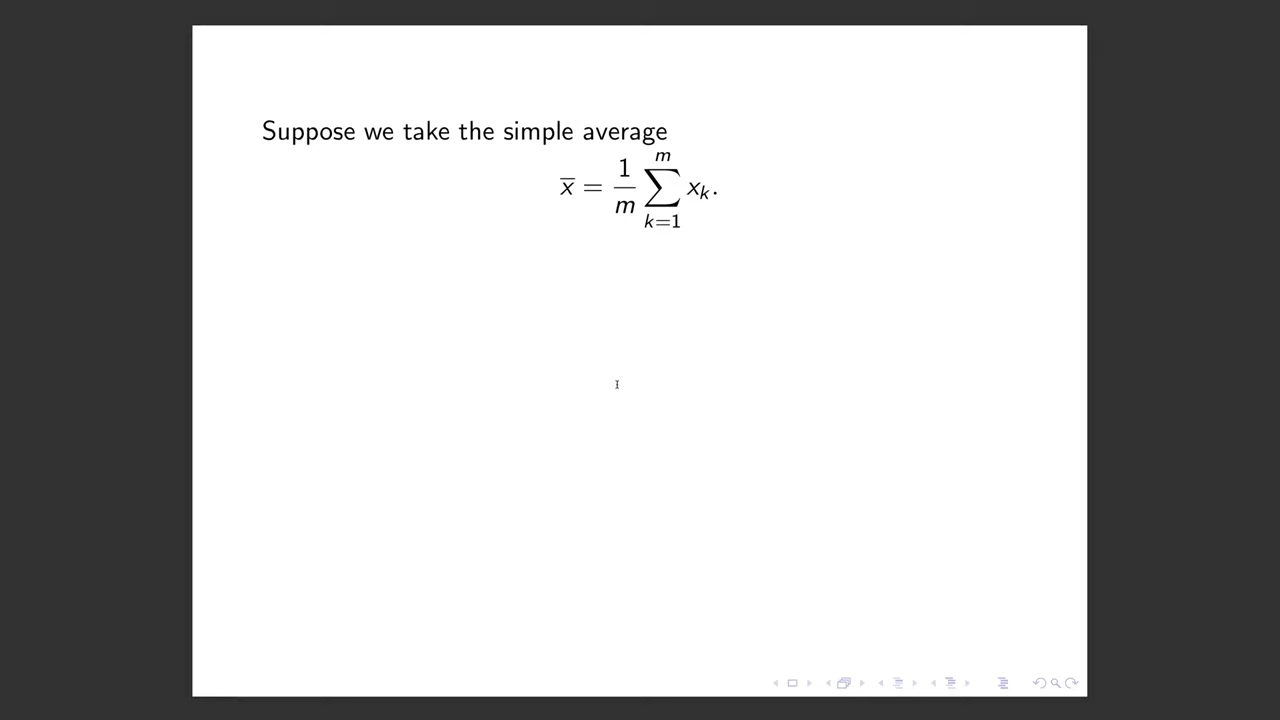 Suppose we take the simple average
x̄ = 1/m ∑_{k=1}^{m} x_k.